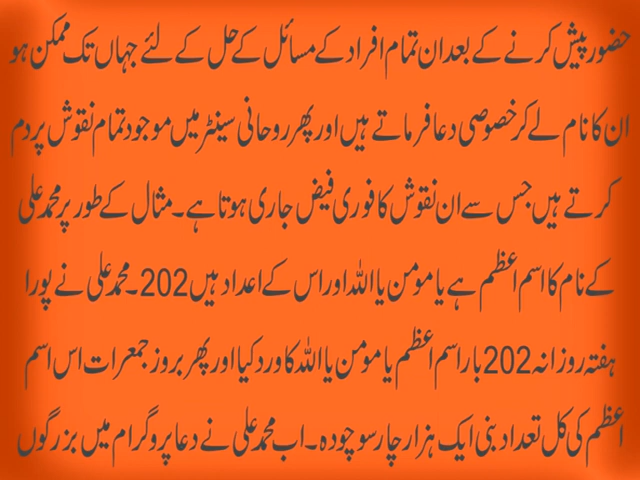 حضور پیش کرنے کے بعد ان تمام افراد کے مسائل کے حل کے لئے جہاں تک ممکن ہو
ان کا نام لے کر خصوصی دعا فرماتے ہیں اور پھر روحانی سینٹر میں موجود تمام نقوش پر دم
کرتے ہیں جس سے ان نقوش کا فوری فیض جاری ہوتا ہے۔ مثال کے طور پر محمد علی
کے نام کا اسم اعظم ہے یا مومن یا اللہ اور اس کے اعداد ہیں 202۔ محمد علی نے پورا
ہفتہ روزانہ 202 بار اسم اعظم یا مومن یا اللہ کا ورد کیا اور پھر بروز جمعرات اس اسم
اعظم کی کل تعداد بنی ایک ہزار چار سو چودہ۔ اب محمد علی نے دعا پروگرام میں بزرگوں